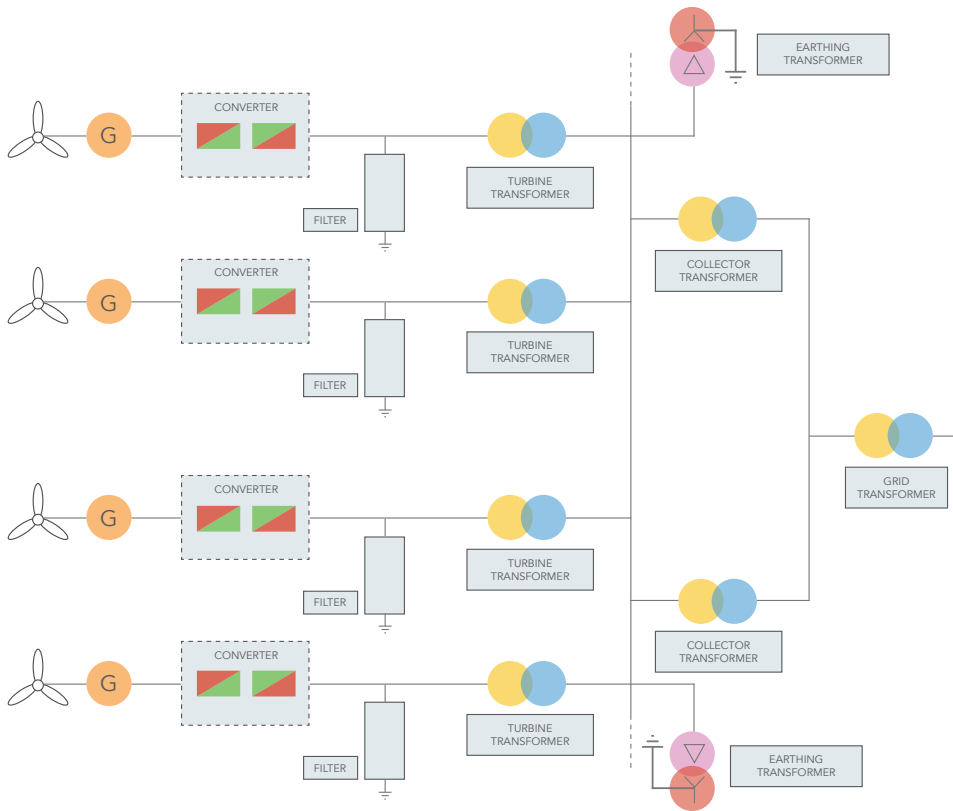 EARTHING
TRANSFORMER
CONVERTER
G
TURBINE
TRANSFORMER
FILTER
COLLECTOR
TRANSFORMER
CONVERTER
G
TURBINE
TRANSFORMER
FILTER
GRID
TRANSFORMER
CONVERTER
G
TURBINE
TRANSFORMER
FILTER
COLLECTOR
TRANSFORMER
CONVERTER
G
TURBINE
TRANSFORMER
FILTER
EARTHING
TRANSFORMER